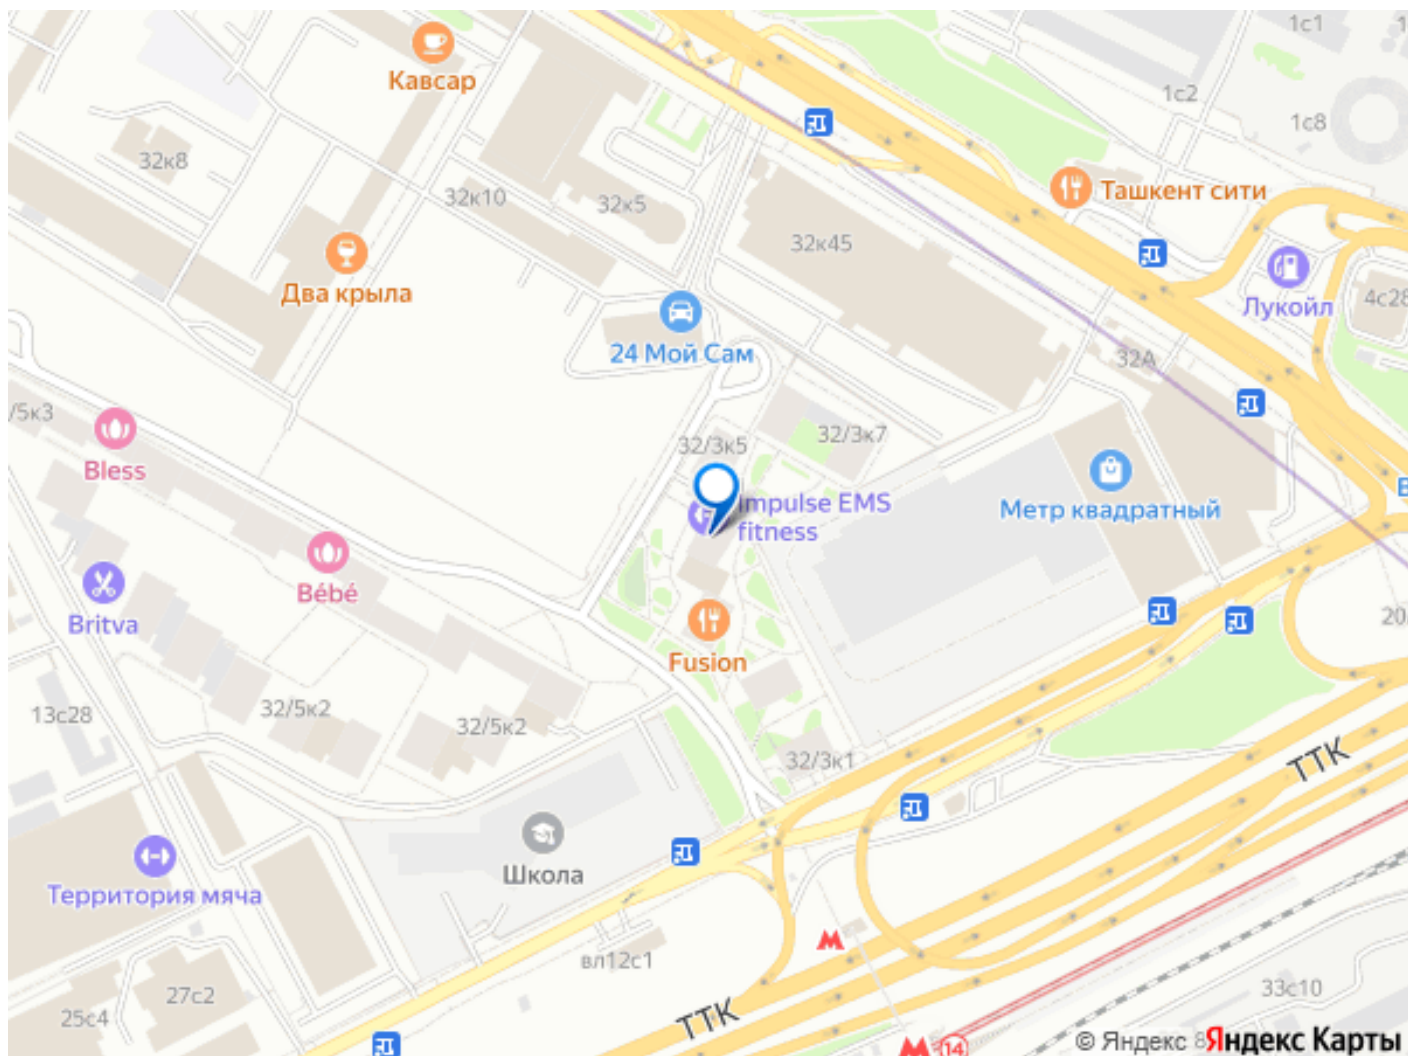 1с1
Кавсар
1с2
1с8
32к8
32к10
32к5
Ташкент сити
32к45
Два крыла
Лукойл
4с28
24 Мой Сам
32А
/5к3
Bless
32/3к5
32/3к7
Impulse EMS
fitness
Метр квадратный
В
Bébé
Britva
20
Fusion
13с28
32/5к2
32/5к2
32/3к1
ТТК
Школа
Территория мяча
вл12с1
27с2
25с4
33с10
ТТК
14
© Яндекс 8
Яндекс Карты